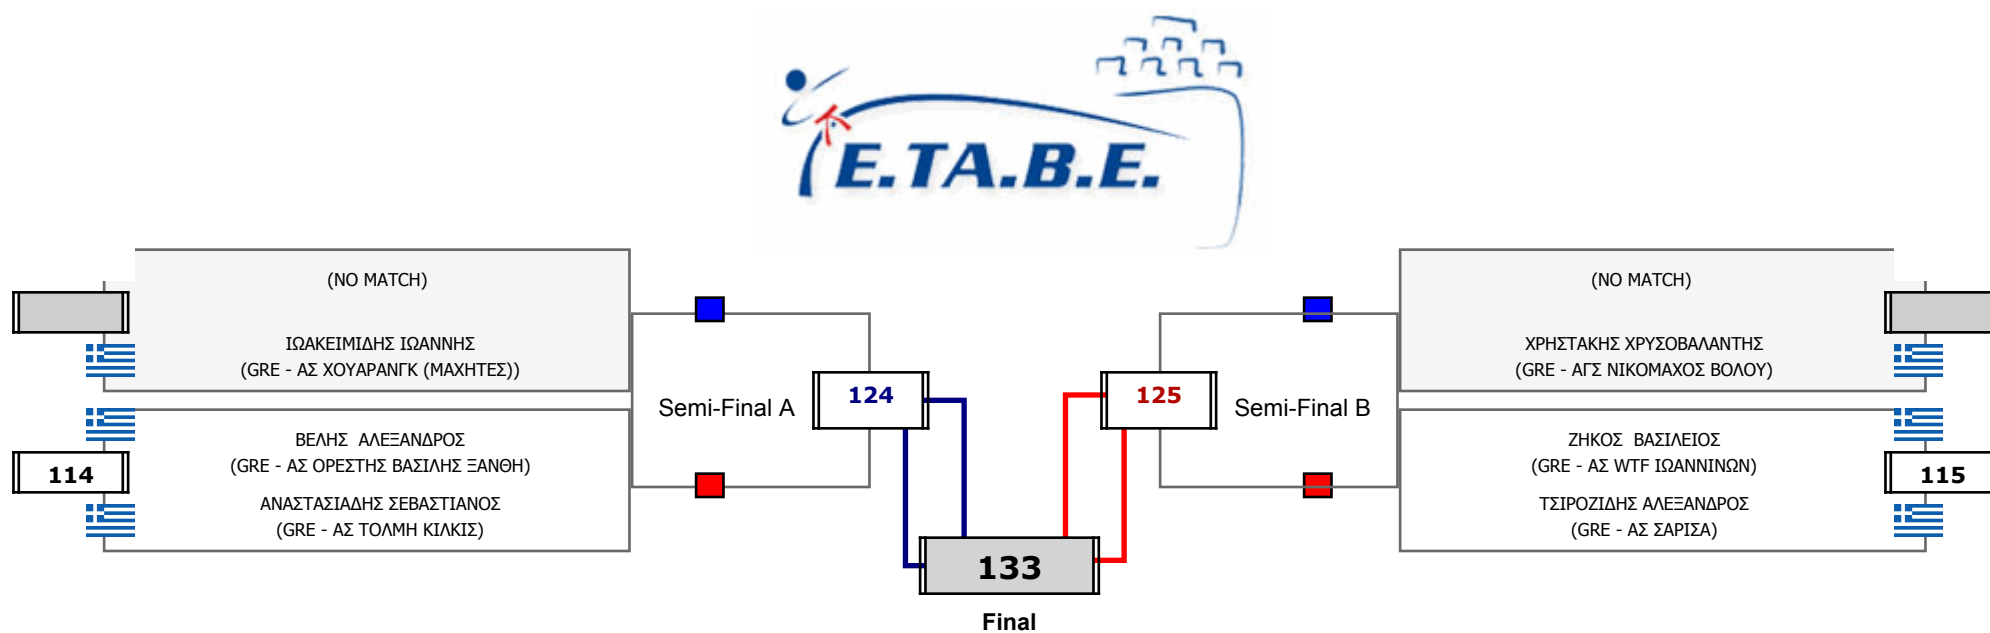 E.TA.B.E.
(NO MATCH)
ΙΩΑΚΕΙΜΙΔΗΣ ΙΩΑΝΝΗΣ
(GRE - ΑΣ ΧΟΥΑΡΑΝΓΚ (ΜΑΧΗΤΕΣ))
114
ΒΕΛΗΣ ΑΛΕΞΑΝΔΡΟΣ
(GRE - ΑΣ ΟΡΕΣΤΗΣ ΒΑΣΙΛΗΣ ΞΑΝΘΗ)
ΑΝΑΣΤΑΣΙΑΔΗΣ ΣΕΒΑΣΤΙΑΝΟΣ
(GRE - ΑΣ ΤΟΛΜΗ ΚΙΛΚΙΣ)
Semi-Final A
124
133
Final
125
Semi-Final B
(NO MATCH)
ΧΡΗΣΤΑΚΗΣ ΧΡΥΣΟΒΑΛΑΝΤΗΣ
(GRE - ΑΓΣ ΝΙΚΟΜΑΧΟΣ ΒΟΛΟΥ)
ΖΗΚΟΣ ΒΑΣΙΛΕΙΟΣ
(GRE - ΑΣ WTF ΙΩΑΝΝΙΝΩΝ)
ΤΣΙΡΟΖΙΔΗΣ ΑΛΕΞΑΝΔΡΟΣ
(GRE - ΑΣ ΣΑΡΙΣΑ)
115